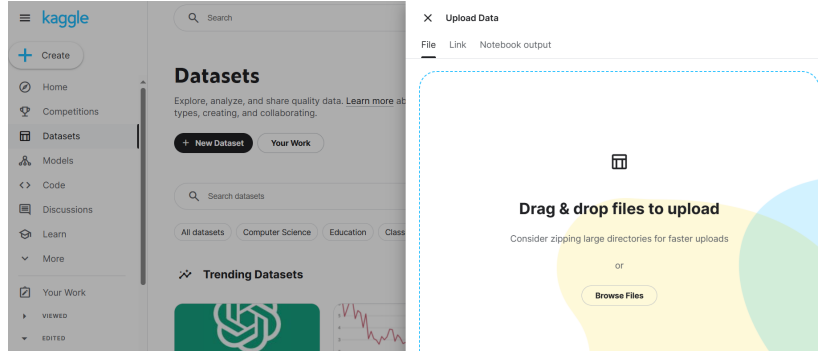 kaggle
Create
Home
Competitions
Datasets
Models
Code
Discussions
Learn
More
Your Work
VIEWED
EDITED
Search
Datasets
Explore, analyze, and share quality data. Learn more ab
types, creating, and collaborating.
+ New Dataset
Your Work
Search datasets
All datasets
Computer Science
Education
Class
Trending Datasets
Upload Data
File
Link
Notebook output
Drag & drop files to upload
Consider zipping large directories for faster uploads
or
Browse Files